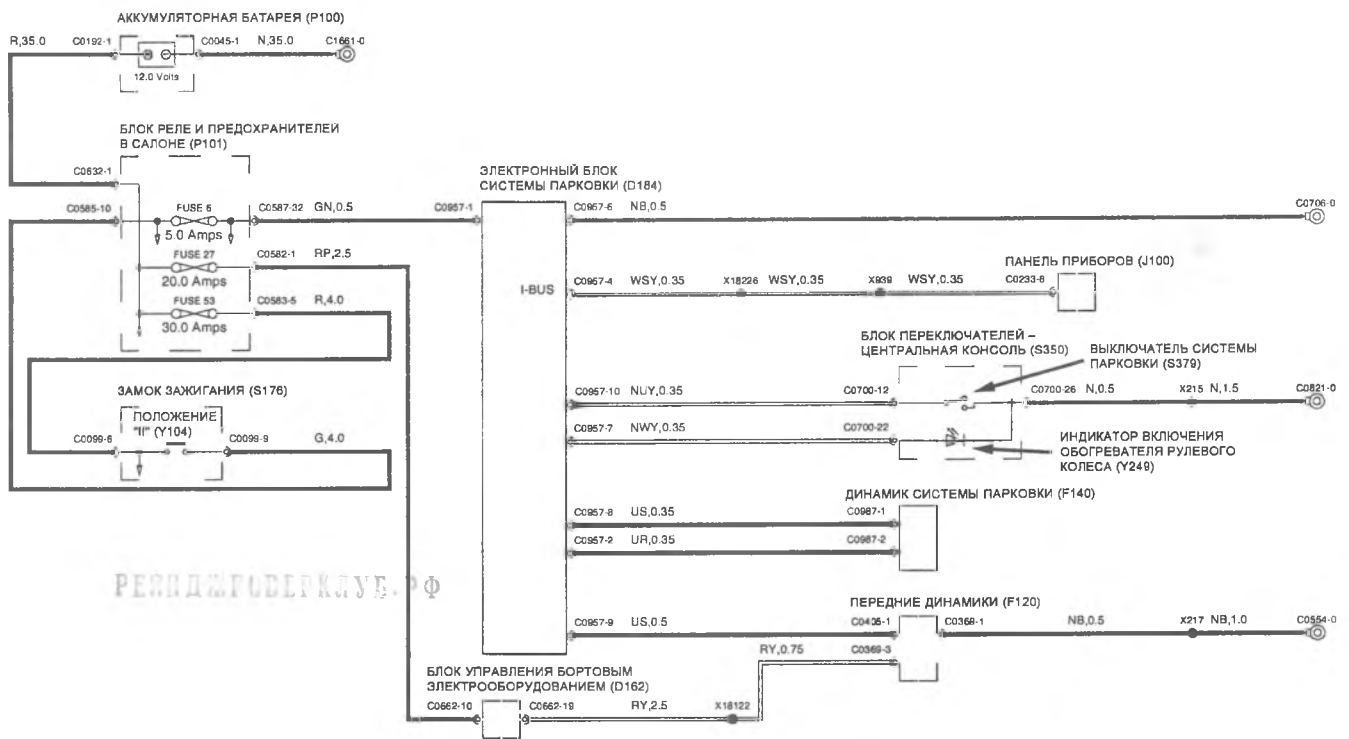 АККУМУЛЯТОРНАЯ БАТАРЕЯ (P100)
R,35.0
C0192-1
C0045-1
N,35.0
C1661-0
12.0 Volts
БЛОК РЕЛЕ И ПРЕДОХРАНИТЕЛЕЙ
В САЛОНЕ (P101)
C0632-1
C0585-10
FUSE 6
5.0 Amps
C0587-32
GN,0.5
C0957-1
FUSE 27
20.0 Amps
C0582-1
RP,2.5
FUSE 53
30.0 Amps
C0583-5
R,4.0
ЗАМОК ЗАЖИГАНИЯ (S176)
ПОЛОЖЕНИЕ
"II" (Y104)
C0099-6
C0099-9
G,4.0
ЭЛЕКТРОННЫЙ БЛОК
СИСТЕМЫ ПАРКОВКИ (D184)
I-BUS
C0957-6
NB,0.5
C0706-0
ПАНЕЛЬ ПРИБОРОВ (J100)
C0957-4
WSY,0.35
X18226
WSY,0.35
X939
WSY,0.35
C0233-8
БЛОК ПЕРЕКЛЮЧАТЕЛЕЙ –
ЦЕНТРАЛЬНАЯ КОНСОЛЬ (S350)
ВЫКЛЮЧАТЕЛЬ СИСТЕМЫ
ПАРКОВКИ (S379)
C0957-10
NUY,0.35
C0700-12
C0700-26
N,0.5
X215
N,1.5
C0821-0
C0957-7
NWY,0.35
C0700-22
ИНДИКАТОР ВКЛЮЧЕНИЯ
ОБОГРЕВАТЕЛЯ РУЛЕВОГО
КОЛЕСА (Y249)
ДИНАМИК СИСТЕМЫ ПАРКОВКИ (F140)
C0957-8
US,0.35
C0987-1
C0957-2
UR,0.35
C0987-2
РЕЙНДЖРОВЕРКЛУБ.РФ
ПЕРЕДНИЕ ДИНАМИКИ (F120)
C0957-9
US,0.5
C0405-1
C0369-1
NB,0.5
X217
NB,1.0
C0554-0
RY,0.75
C0369-3
БЛОК УПРАВЛЕНИЯ БОРТОВЫМ
ЭЛЕКТРООБОРУДОВАНИЕМ (D162)
C0662-10
C0662-19
RY,2.5
X18122